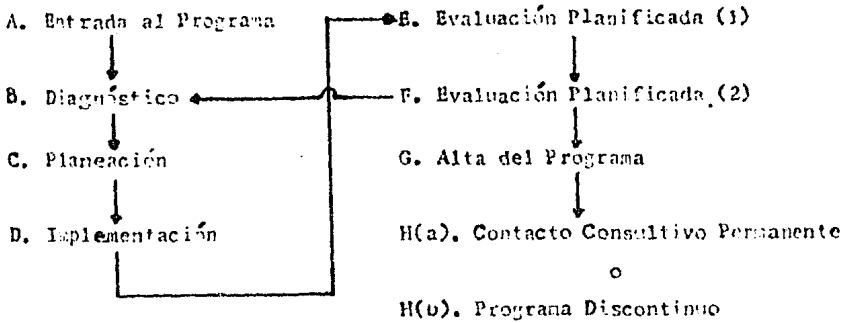 A. Entrada al Programa
B. Diagnóstico
C. Planeación
D. Implementación
E. Evaluación Planificada (1)
F. Evaluación Planificada (2)
G. Alta del Programa
H(a). Contacto Consultivo Permanente
o
H(b). Programa Discontinuo